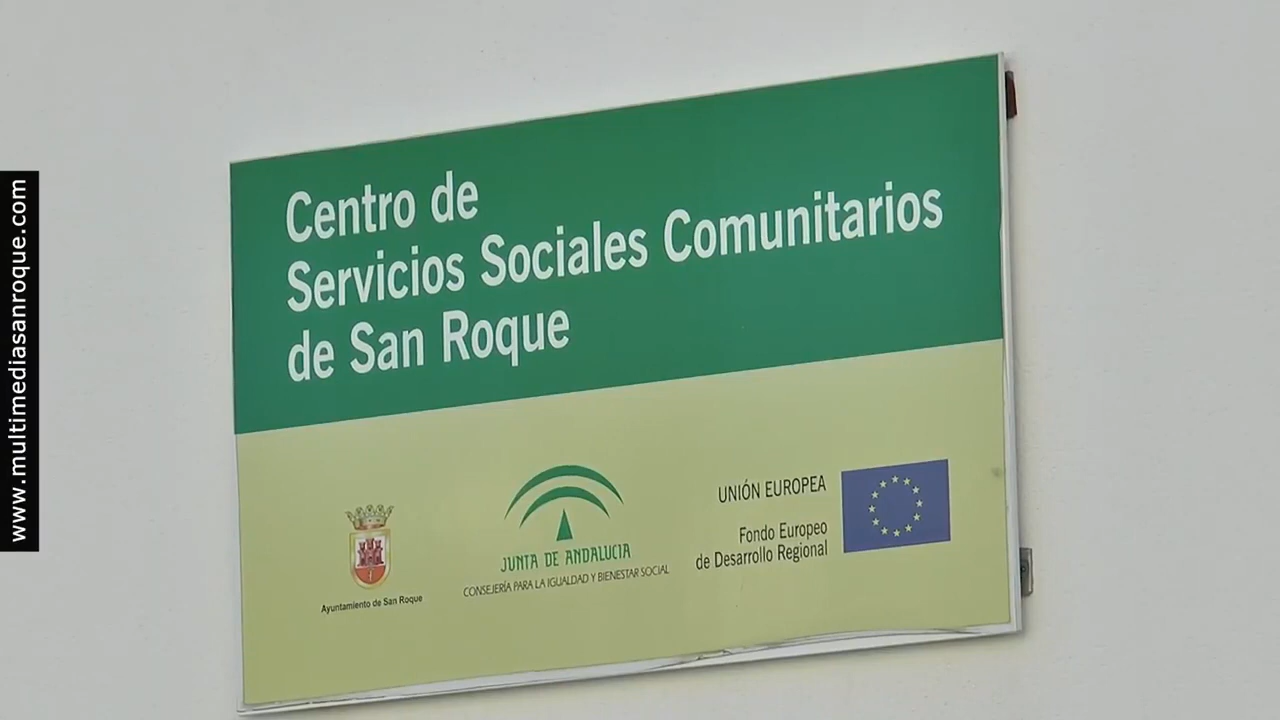 www.multimediasanroque.com
Centro de
Servicios Sociales Comunitarios
de San Roque
Ayuntamiento de San Roque
JUNTA DE ANDALUCIA
CONSEJERÍA PARA LA IGUALDAD Y BIENESTAR SOCIAL
UNIÓN EUROPEA
Fondo Europeo
de Desarrollo Regional